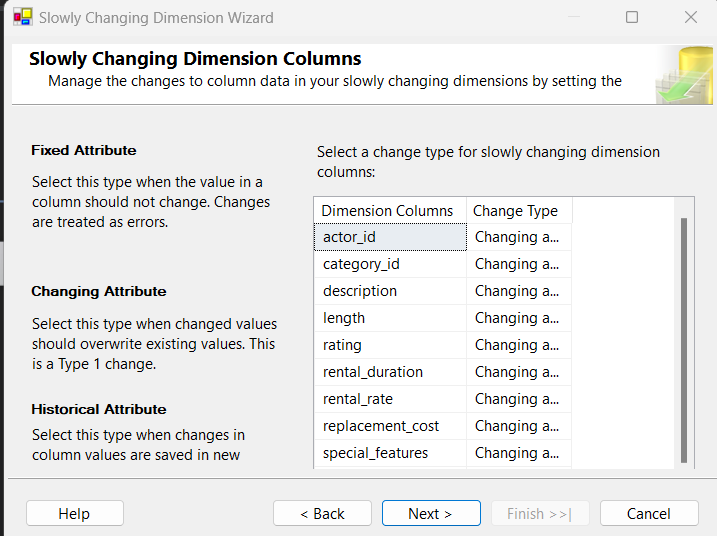 Slowly Changing Dimension Wizard
Slowly Changing Dimension Columns
Manage the changes to column data in your slowly changing dimensions by setting the
Fixed Attribute
Select this type when the value in a
column should not change. Changes
are treated as errors.
Changing Attribute
Select this type when changed values
should overwrite existing values. This
is a Type 1 change.
Historical Attribute
Select this type when changes in
column values are saved in new
Select a change type for slowly changing dimension
columns:
Dimension Columns Change Type
actor_id Changing a...
category_id Changing a...
description Changing a...
length Changing a...
rating Changing a...
rental_duration Changing a...
rental_rate Changing a...
replacement_cost Changing a...
special_features Changing a...
Help < Back Next > Finish >>| Cancel